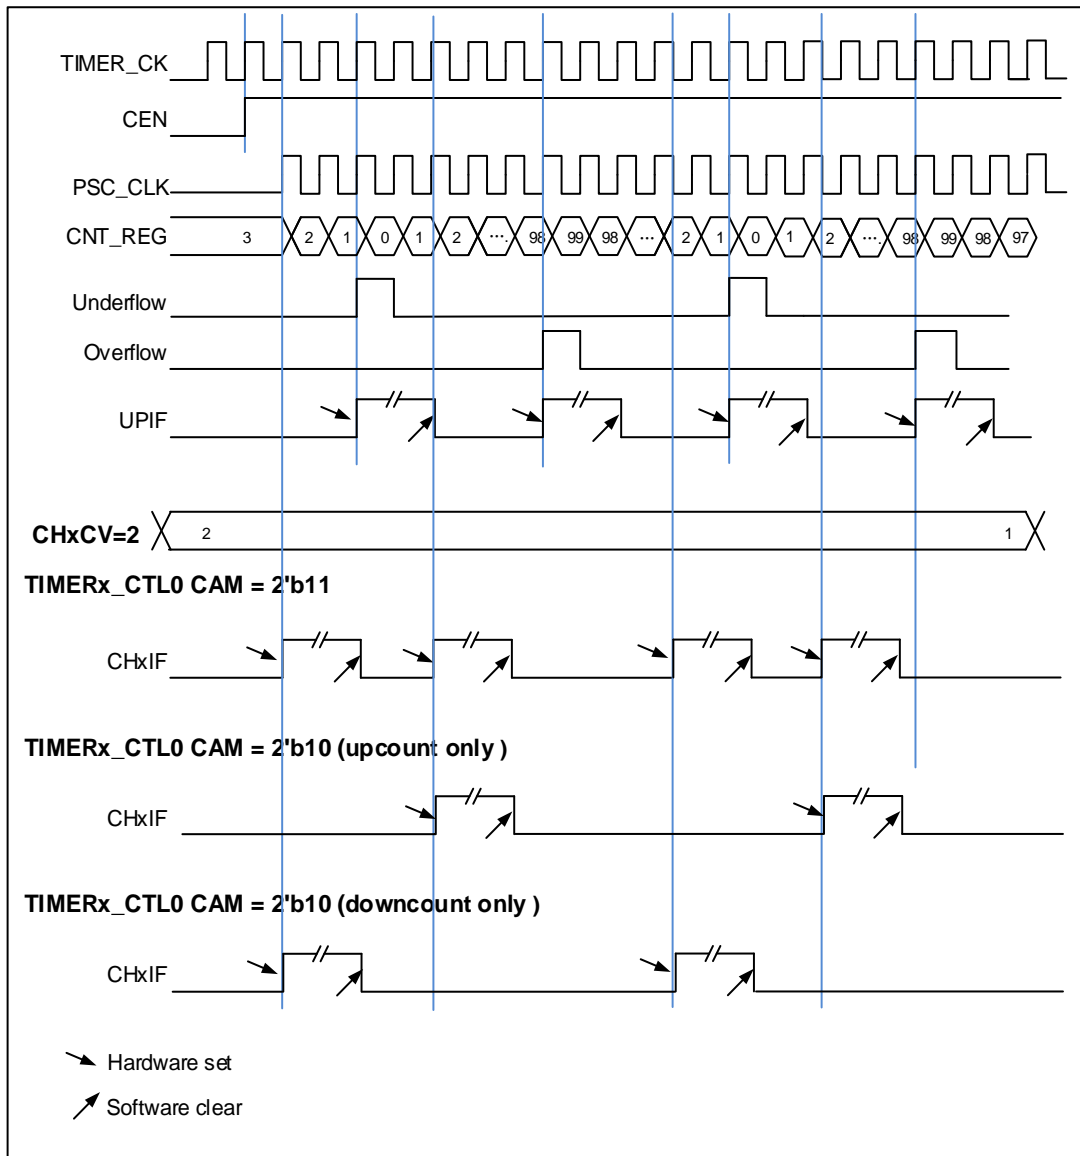 TIMER_CK
CEN
PSC_CLK
CNT_REG 3 2 1 0 1 2 .... 98 99 98 ... 2 1 0 1 2 .... 98 99 98 97
Underflow
Overflow
UPIF
CHxCV=2 2 1
TIMERx_CTL0 CAM = 2'b11
CHxIF
TIMERx_CTL0 CAM = 2'b10 (upcount only )
CHxIF
TIMERx_CTL0 CAM = 2'b10 (downcount only )
CHxIF
Hardware set
Software clear